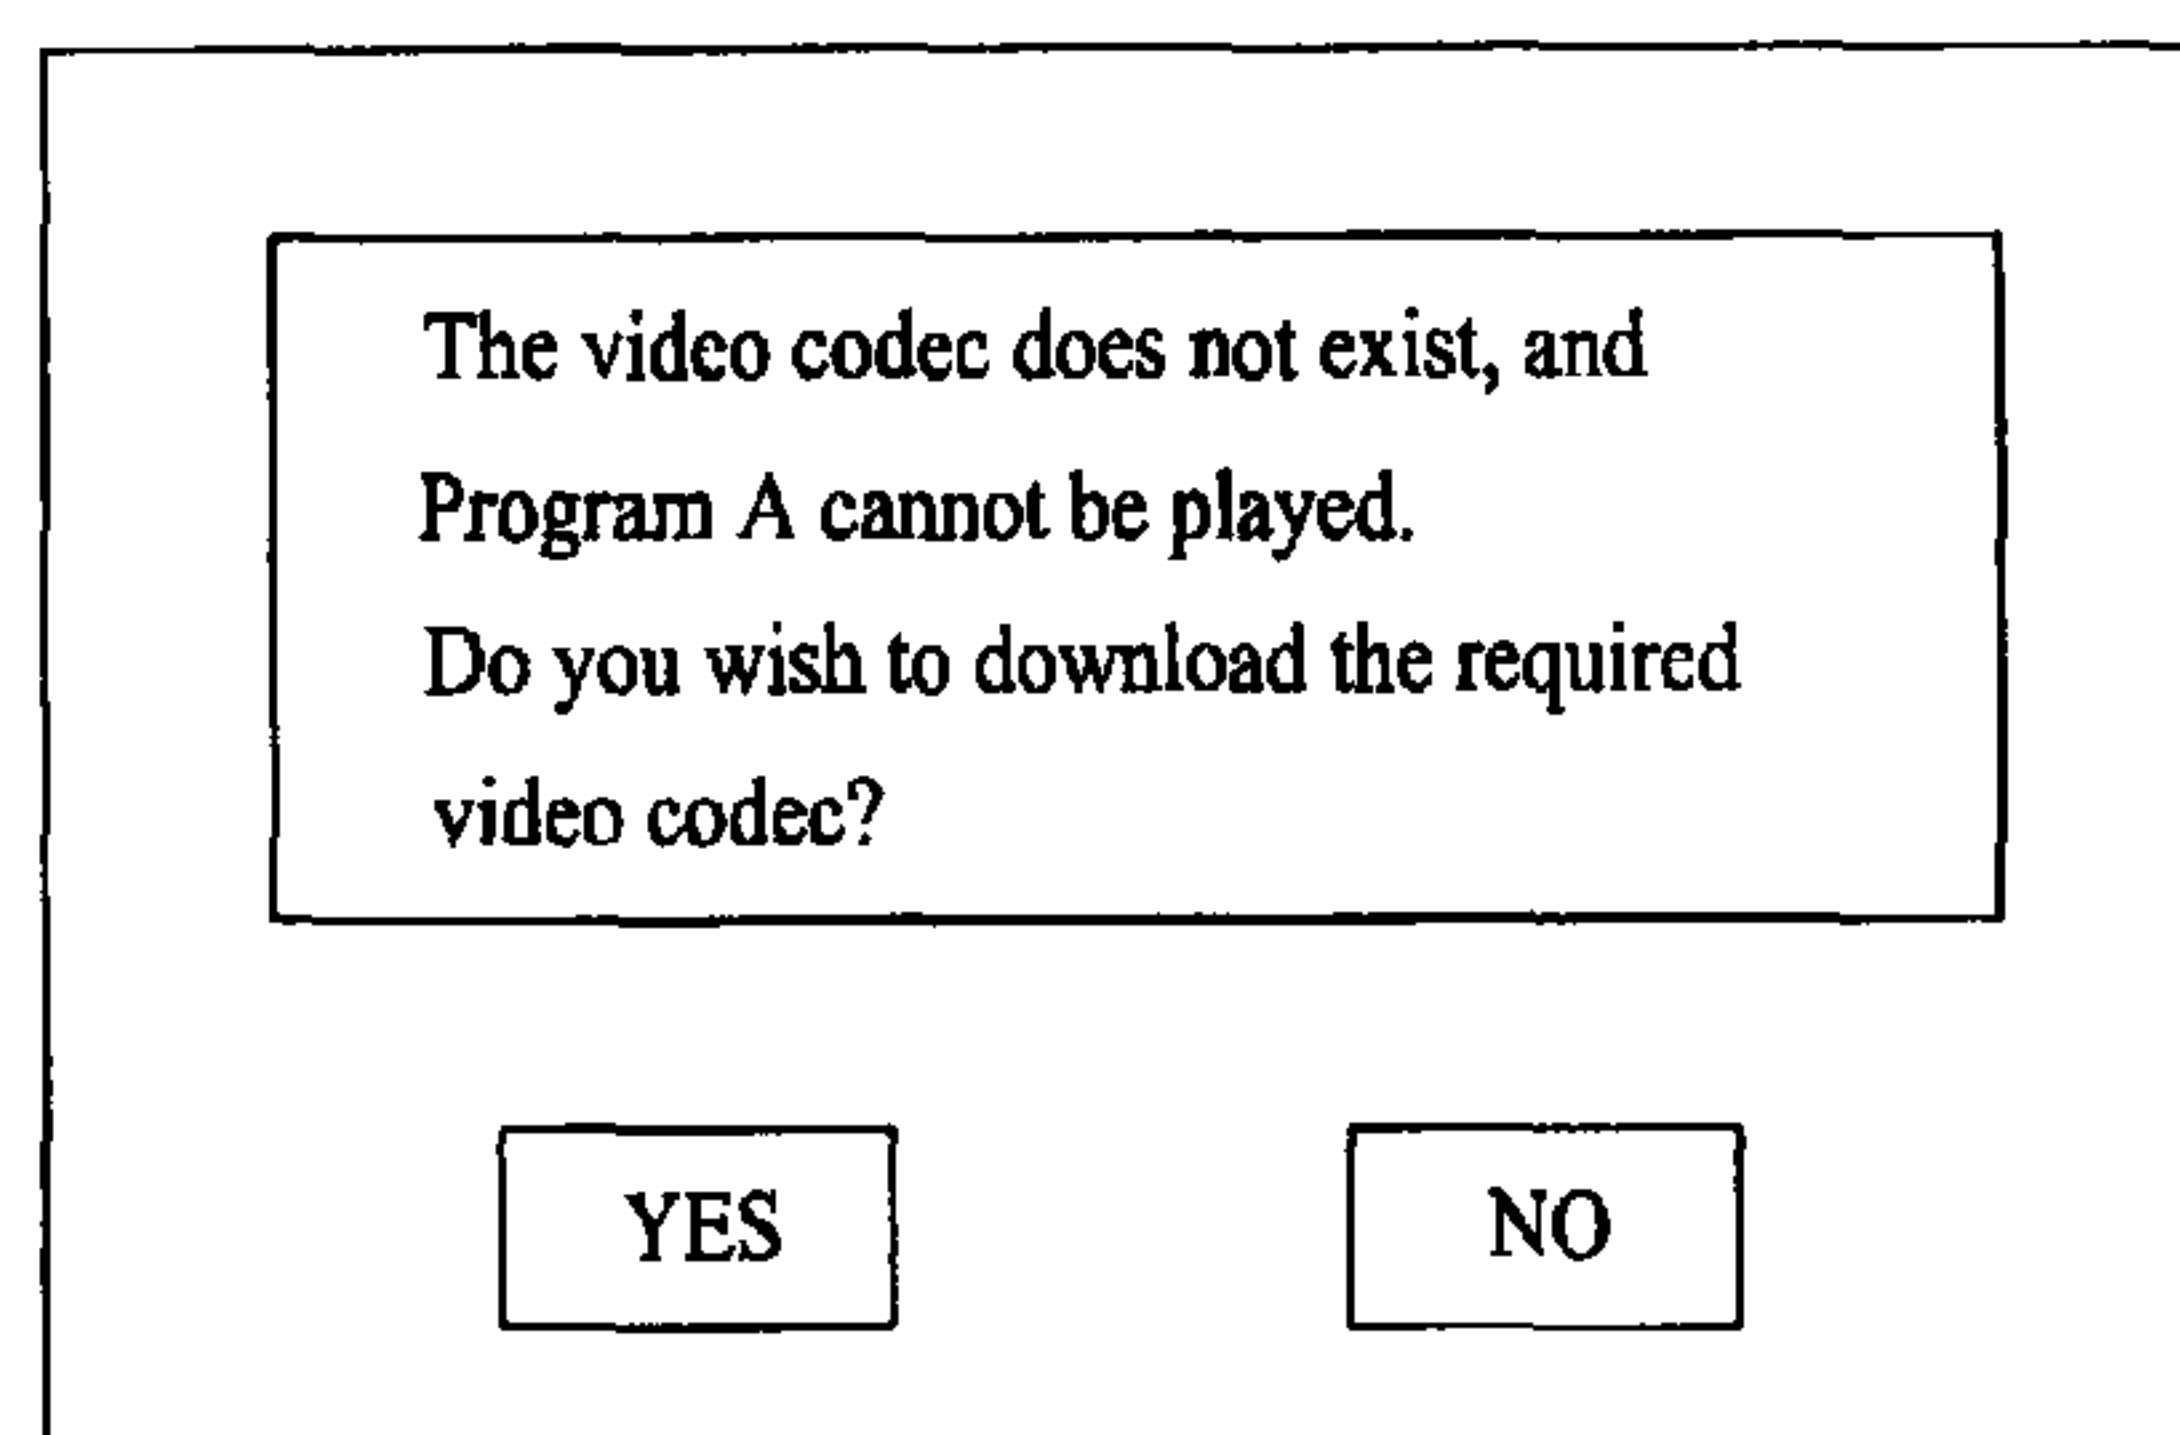 The video codec does not exist, and
Program A cannot be played.
Do you wish to download the required
video codec?
YES
NO